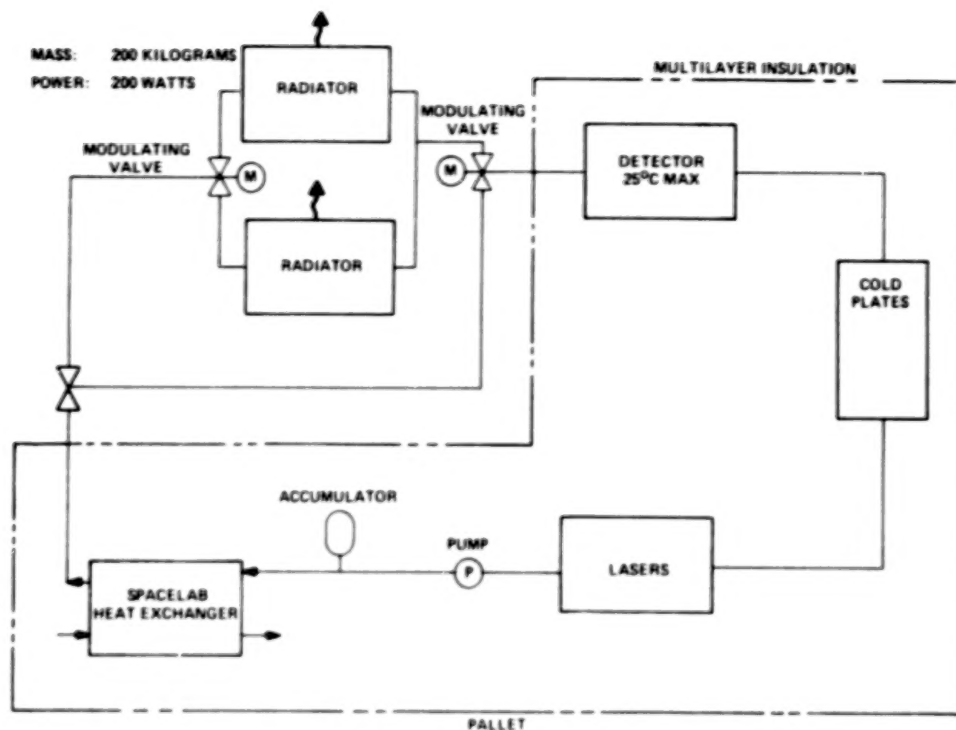 MASS: 200 KILOGRAMS
POWER: 200 WATTS
RADIATOR
MULTILAYER INSULATION
MODULATING
VALVE
MODULATING
VALVE
M
M
DETECTOR
25°C MAX
RADIATOR
COLD
PLATES
ACCUMULATOR
PUMP
P
LASERS
SPACELAB
HEAT EXCHANGER
PALLET